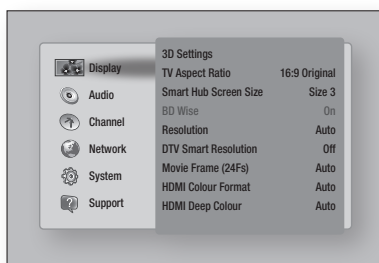 Display
Audio
Channel
Network
System
Support
3D Settings
TV Aspect Ratio 16:9 Original
Smart Hub Screen Size Size 3
BD Wise On
Resolution Auto
DTV Smart Resolution Off
Movie Frame (24Fs) Auto
HDMI Colour Format Auto
HDMI Deep Colour Auto